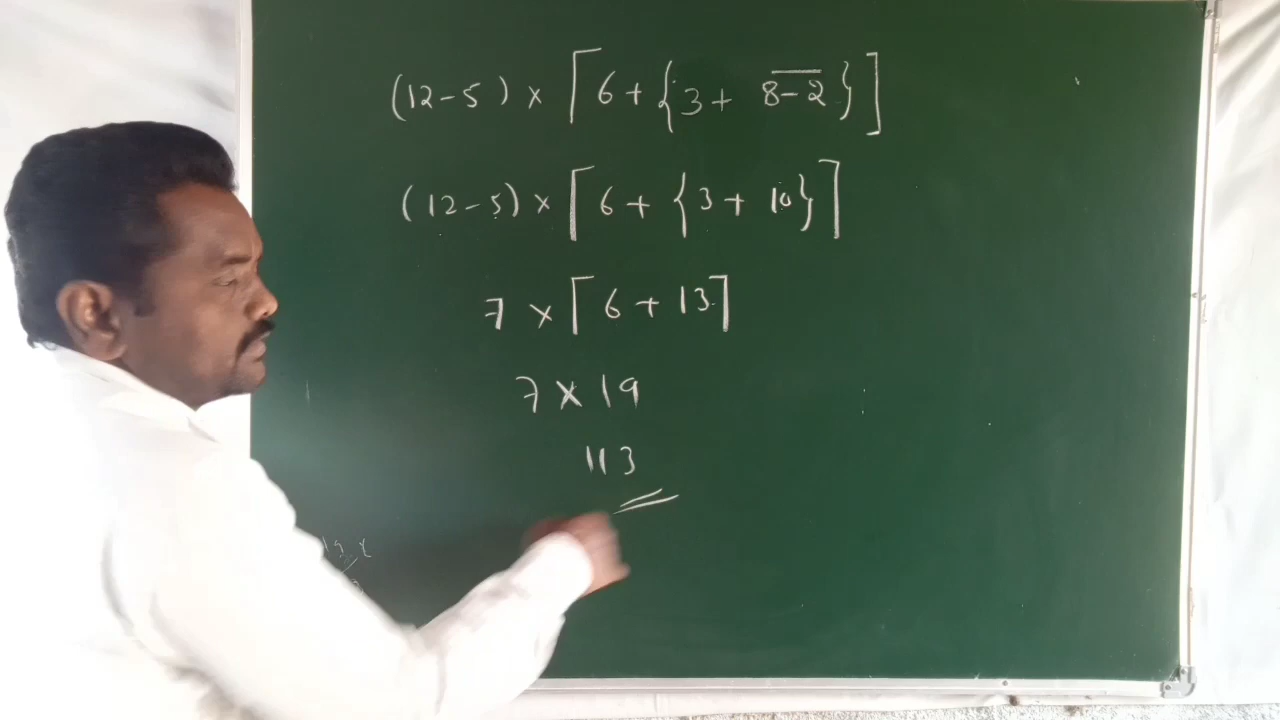 (12-5) × [6+{3+ 8̅-̅2̅}]
(12-5) × [6+ {3+ 10}]
7 × [6+13]
7 × 19
113